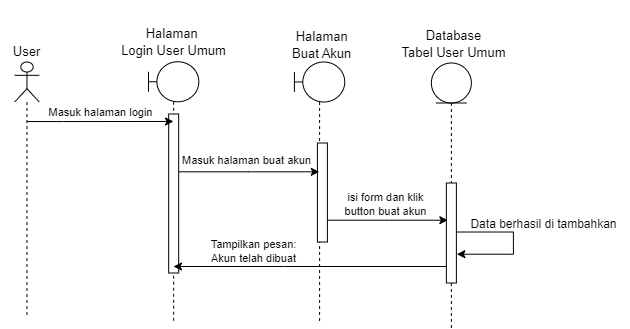 User
Halaman
Login User Umum
Halaman
Buat Akun
Database
Tabel User Umum
Masuk halaman login
Masuk halaman buat akun
isi form dan klik
button buat akun
Data berhasil di tambahkan
Tampilkan pesan:
Akun telah dibuat